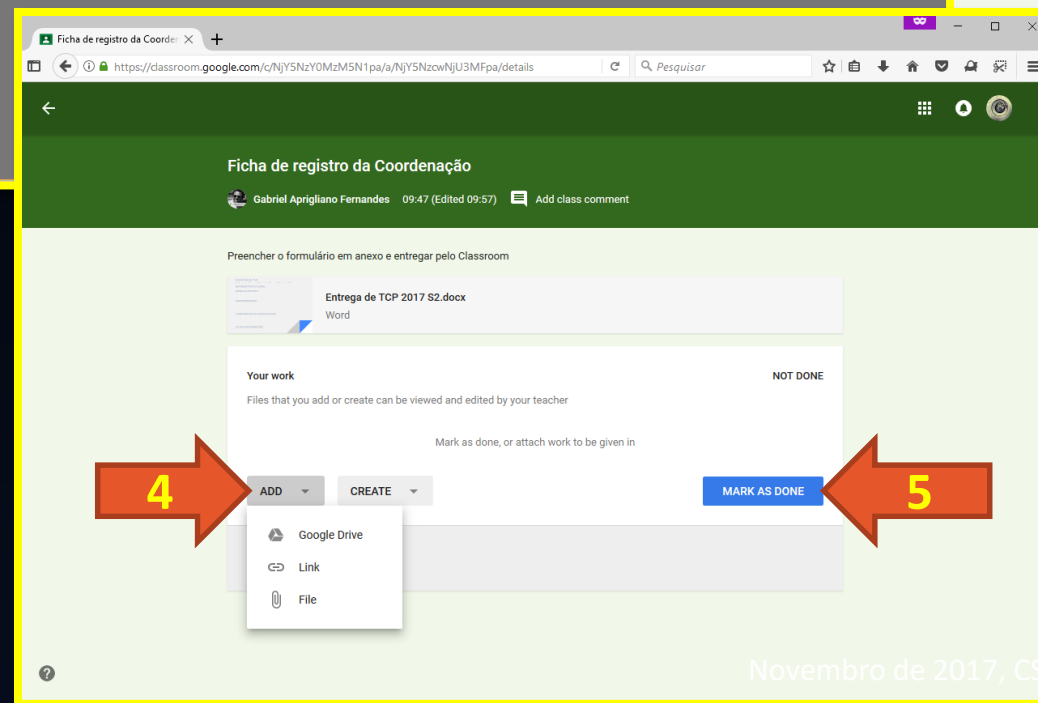 Ficha de registro da Coorder
https://classroom.google.com/c/NjY5NzY0MzM5N1pa/a/NjY5NzcwNjU3MFpa/details
Pesquisar
Ficha de registro da Coordenação
Gabriel Aprigliano Fernandes 09:47 (Edited 09:57) Add class comment
Preencher o formulário em anexo e entregar pelo Classroom
Entrega de TCP 2017 S2.docx
Word
Your work NOT DONE
Files that you add or create can be viewed and edited by your teacher
Mark as done, or attach work to be given in
4 ADD CREATE MARK AS DONE 5
Google Drive
Link
File
Novembro de 2017, CS